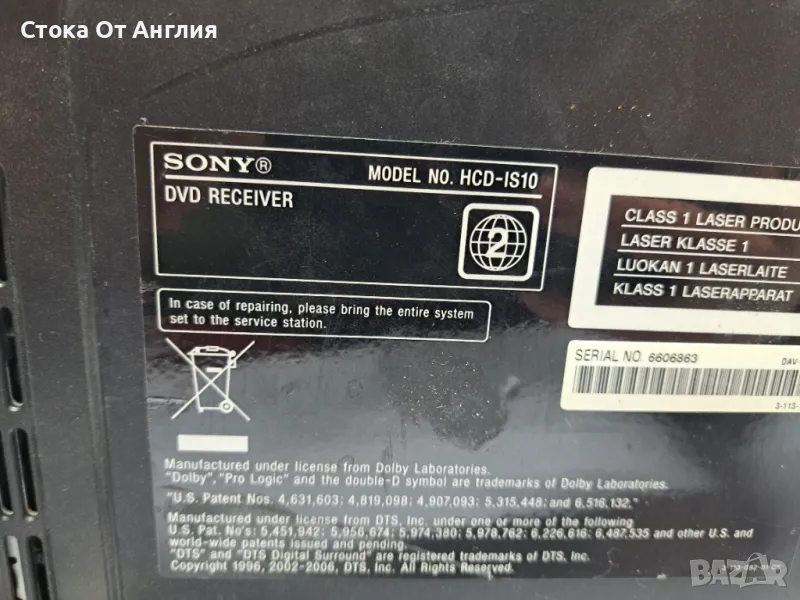 Стока От Англия
SONY®
MODEL NO. HCD-IS10
DVD RECEIVER
2
CLASS 1 LASER PRODU
LASER KLASSE 1
LUOKAN 1 LASERLAITE
KLASS 1 LASERAPPARAT
In case of repairing, please bring the entire system
set to the service station.
SERIAL NO. 6606863
DAV-
3-113-
Manufactured under license from Dolby Laboratories.
"Dolby", "Pro Logic" and the double-D symbol are trademarks of Dolby Laboratories.
"U.S. Patent Nos. 4,631,603; 4,819,098; 4,907,093; 5,315,448; and 6,516,132."
Manufactured under license from DTS, Inc. under one or more of the following
U.S. Pat. No's: 5,451,942; 5,956,674; 5,974,380; 5,978,762; 6,226,616; 6,487,535 and other U.S. and
world-wide patents issued and pending.
"DTS" and "DTS Digital Surround" are registered trademarks of DTS, Inc.
Copyright 1996, 2002-2006, DTS, Inc. All Rights Reserved.
bazar